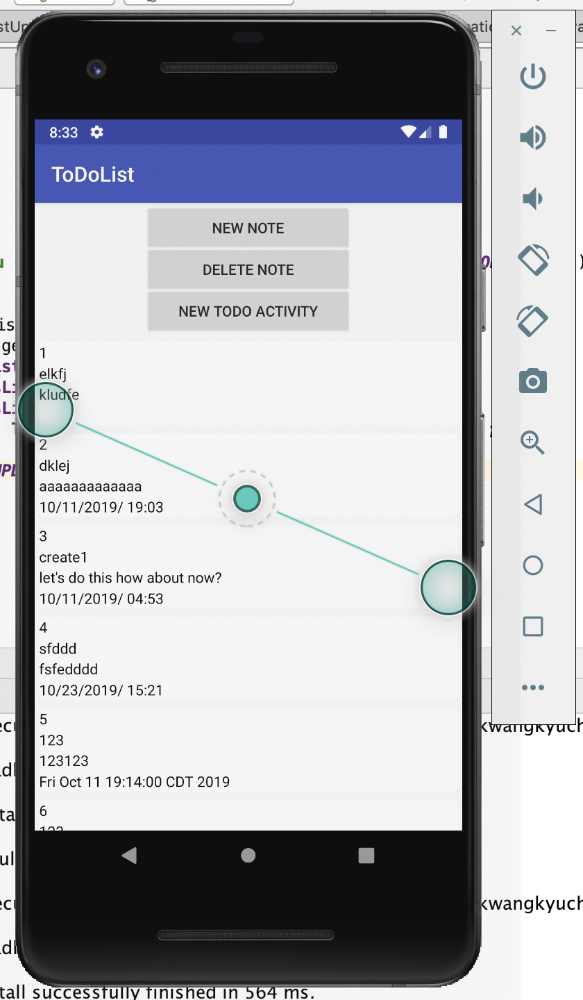 8:33
ToDoList
NEW NOTE
DELETE NOTE
NEW TODO ACTIVITY
1
elkfj
kludfe
2
dklej
aaaaaaaaaaaaa
10/11/2019/ 19:03
3
create1
let's do this how about now?
10/11/2019/ 04:53
4
sfddd
fsfedddd
10/23/2019/ 15:21
5
123
123123
Fri Oct 11 19:14:00 CDT 2019
6
kwangkyuch
kwangkyuch
tall successfully finished in 564 ms.